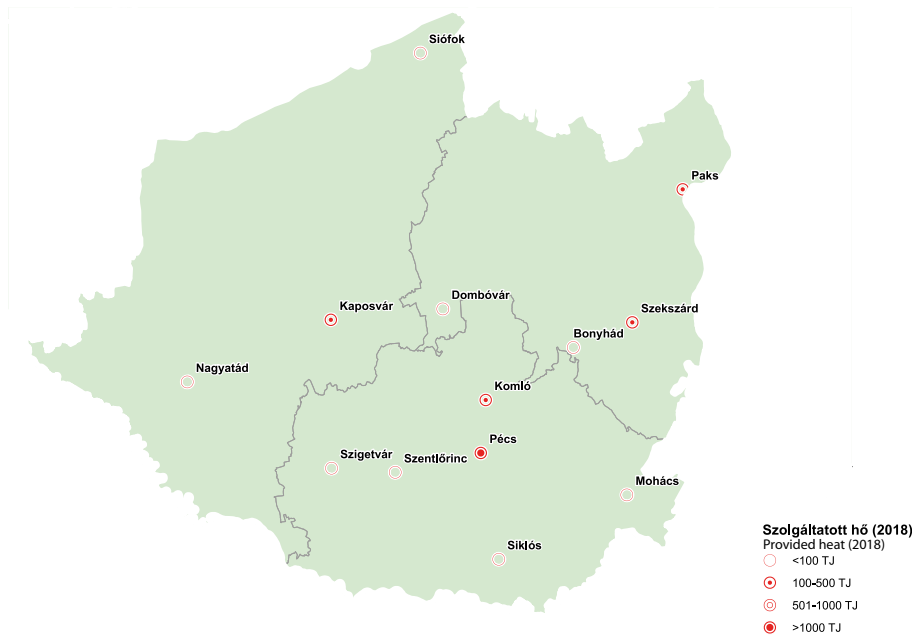 Siófok
Paks
Dombóvár
Kaposvár
Szekszárd
Bonyhád
Nagyatád
Komló
Pécs
Szigetvár
Szentlőrinc
Mohács
Siklós
Szolgáltatott hő (2018)
Provided heat (2018)
<100 TJ
100-500 TJ
501-1000 TJ
>1000 TJ